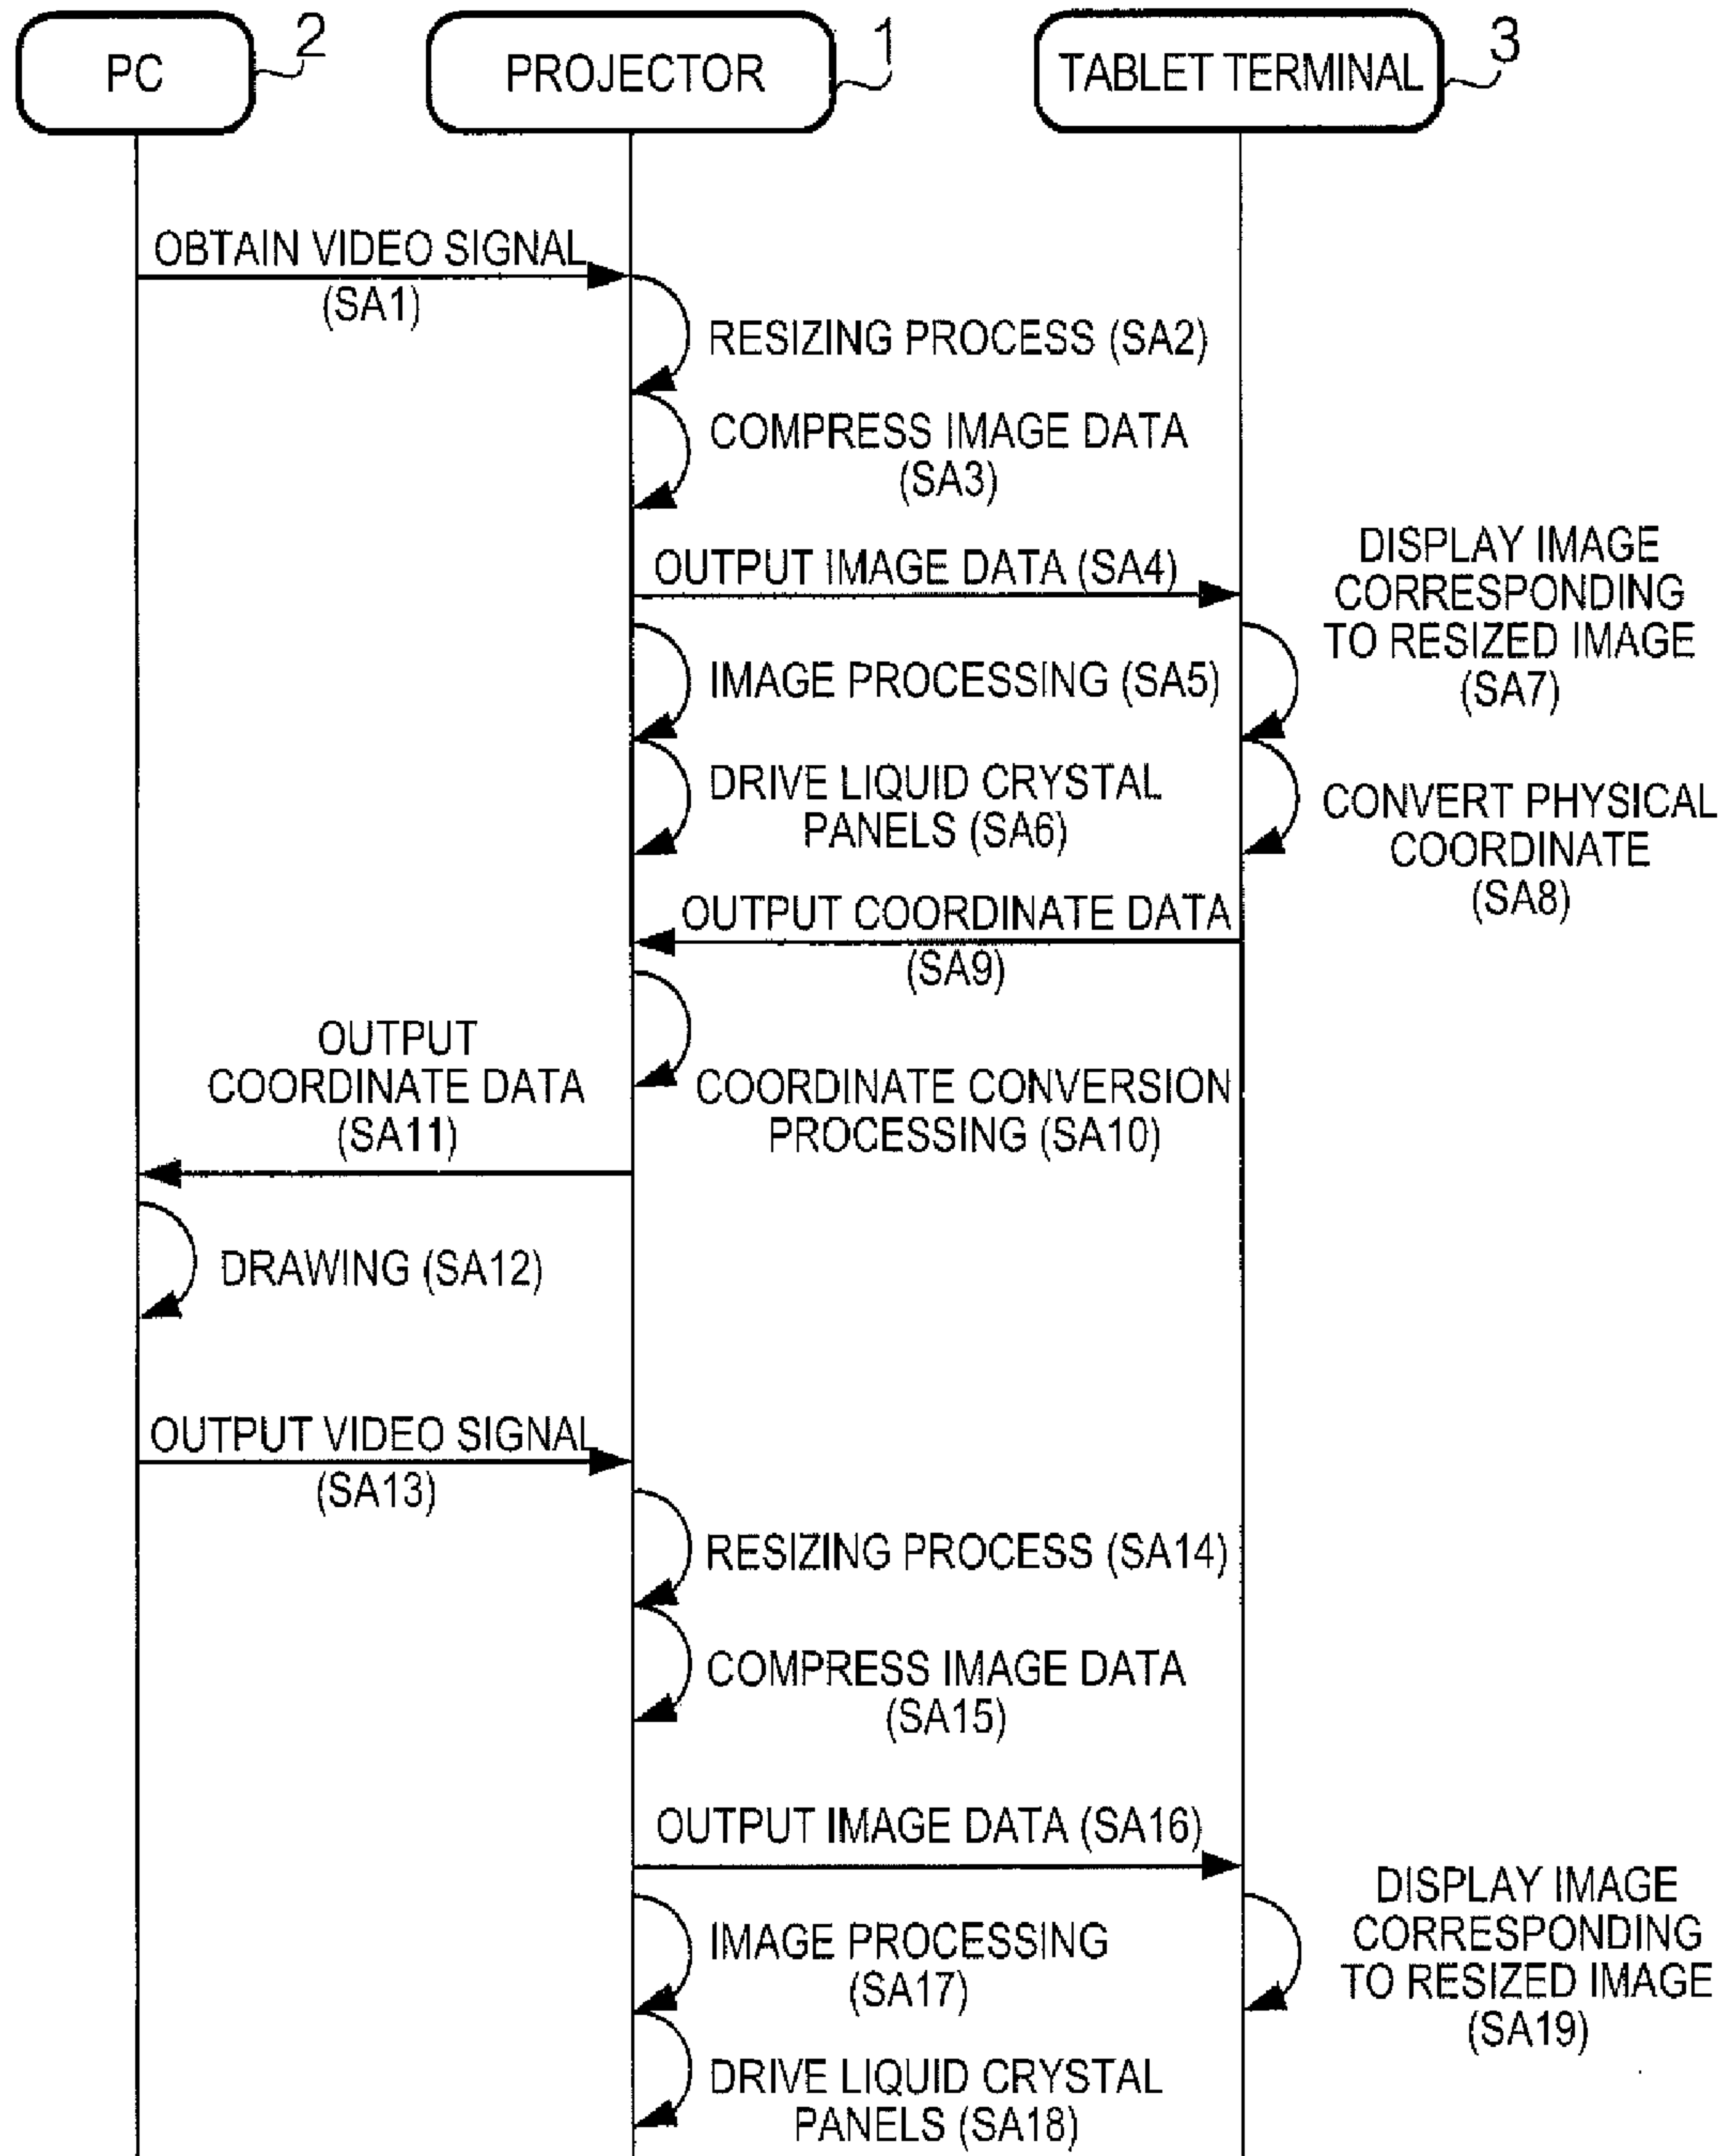 PC
2
PROJECTOR
1
TABLET TERMINAL
3
OBTAIN VIDEO SIGNAL
(SA1)
RESIZING PROCESS (SA2)
COMPRESS IMAGE DATA
(SA3)
OUTPUT IMAGE DATA (SA4)
DISPLAY IMAGE
CORRESPONDING
TO RESIZED IMAGE
(SA7)
IMAGE PROCESSING (SA5)
DRIVE LIQUID CRYSTAL
PANELS (SA6)
CONVERT PHYSICAL
COORDINATE
(SA8)
OUTPUT COORDINATE DATA
(SA9)
COORDINATE CONVERSION
PROCESSING (SA10)
OUTPUT
COORDINATE DATA
(SA11)
DRAWING (SA12)
OUTPUT VIDEO SIGNAL
(SA13)
RESIZING PROCESS (SA14)
COMPRESS IMAGE DATA
(SA15)
OUTPUT IMAGE DATA (SA16)
IMAGE PROCESSING
(SA17)
DISPLAY IMAGE
CORRESPONDING
TO RESIZED IMAGE
(SA19)
DRIVE LIQUID CRYSTAL
PANELS (SA18)